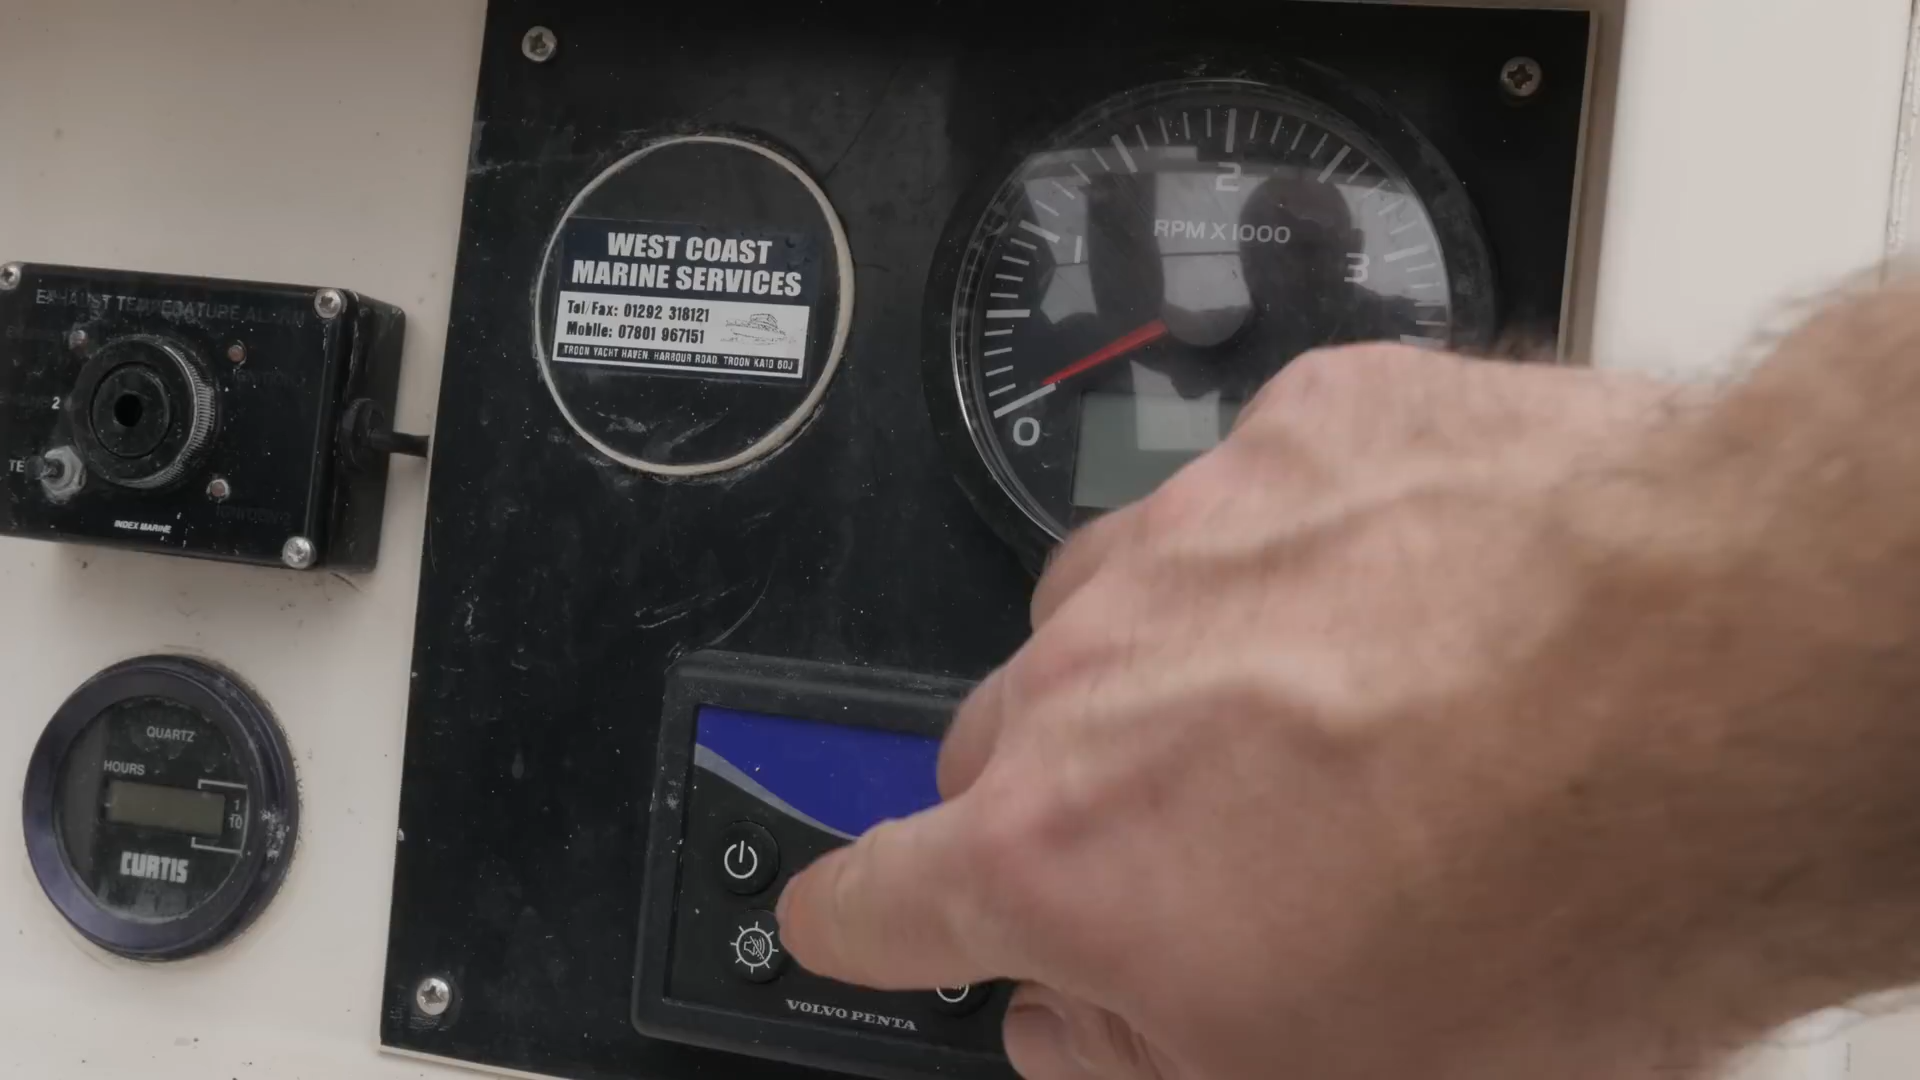 EXHAUST TEMPERATURE ALARM
2
INDEX MARINE
WEST COAST
MARINE SERVICES
Tel/Fax: 01292 318121
Mobile: 07801 967151
TROON YACHT HAVEN, HARBOUR ROAD, TROON KA10 6DJ
0
1
2
3
RPM X 1000
QUARTZ
HOURS
1
10
CURTIS
VOLVO PENTA